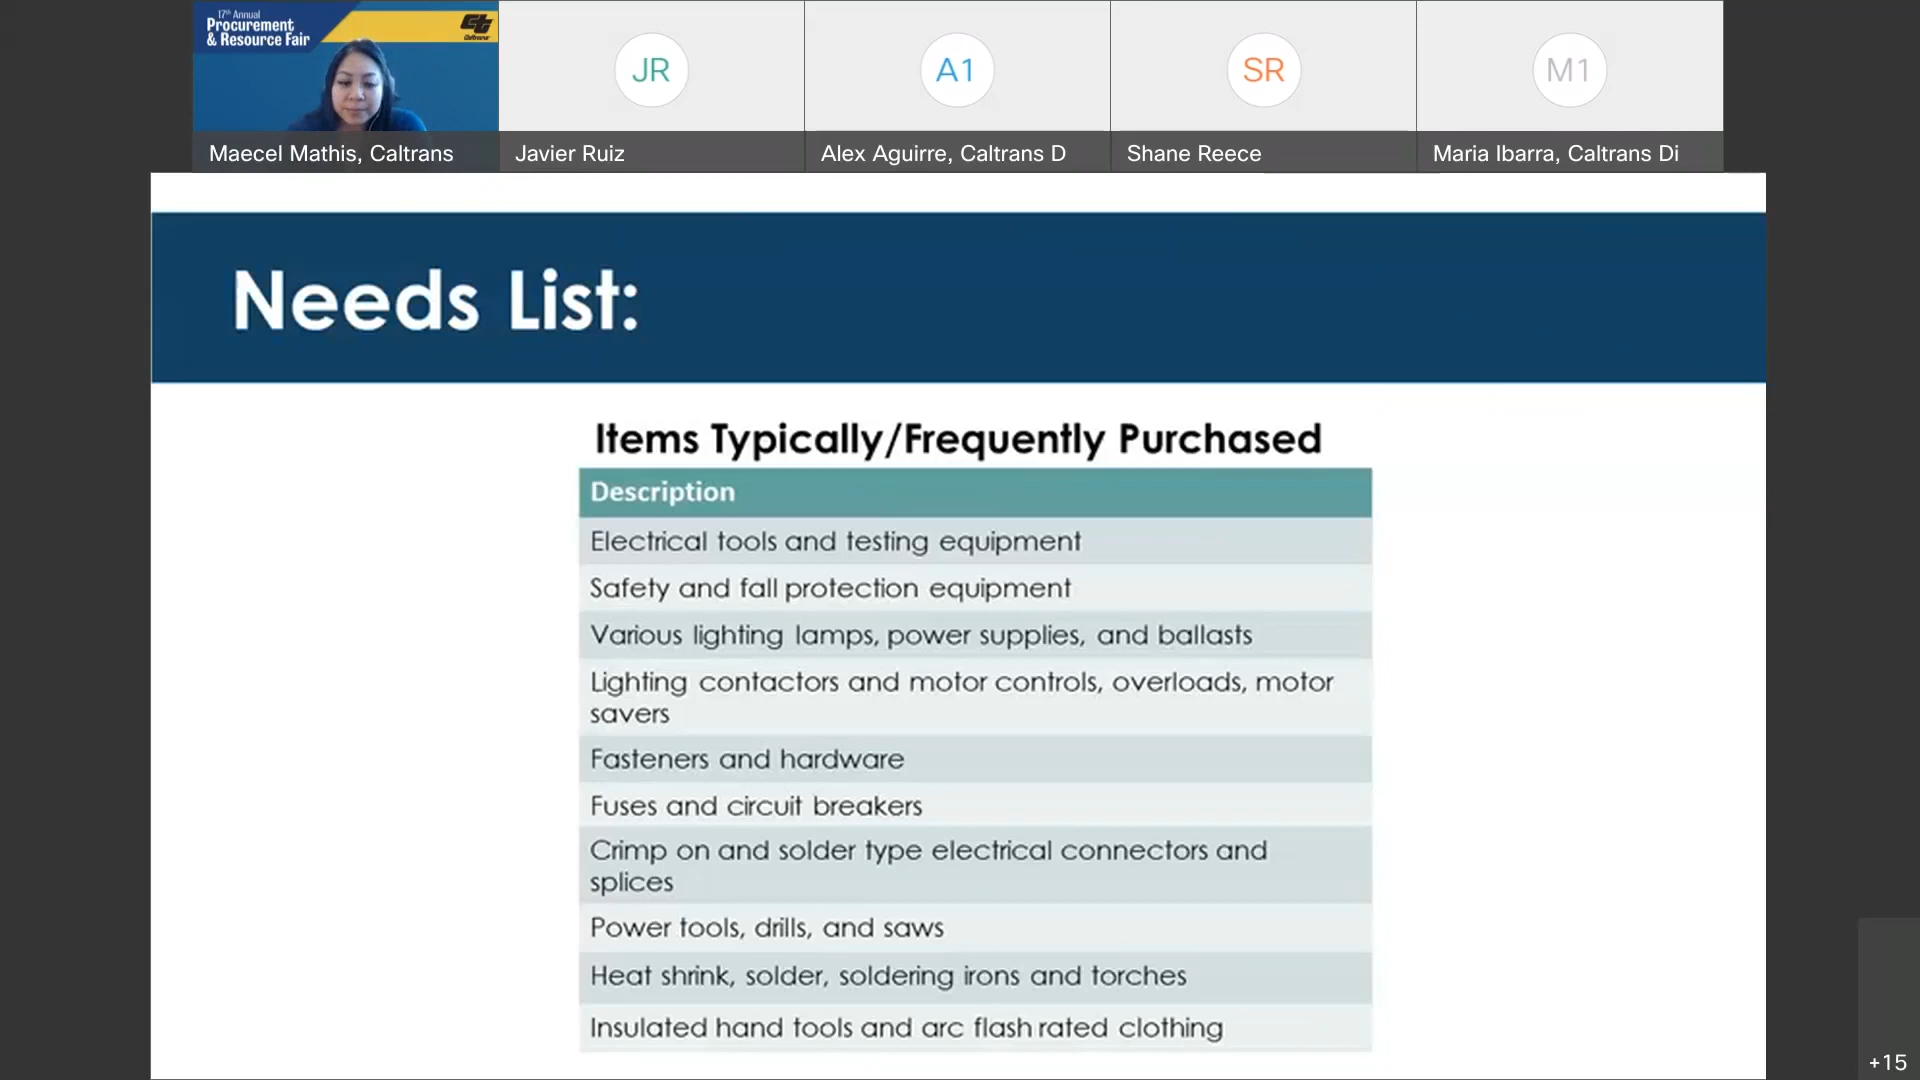 17th Annual
Procurement
& Resource Fair
Caltrans
JR
A1
SR
M1
Maecel Mathis, Caltrans
Javier Ruiz
Alex Aguirre, Caltrans D
Shane Reece
Maria Ibarra, Caltrans Di
Needs List:
Items Typically/Frequently Purchased
Description
Electrical tools and testing equipment
Safety and fall protection equipment
Various lighting lamps, power supplies, and ballasts
Lighting contactors and motor controls, overloads, motor
savers
Fasteners and hardware
Fuses and circuit breakers
Crimp on and solder type electrical connectors and
splices
Power tools, drills, and saws
Heat shrink, solder, soldering irons and torches
Insulated hand tools and arc flash rated clothing
+15